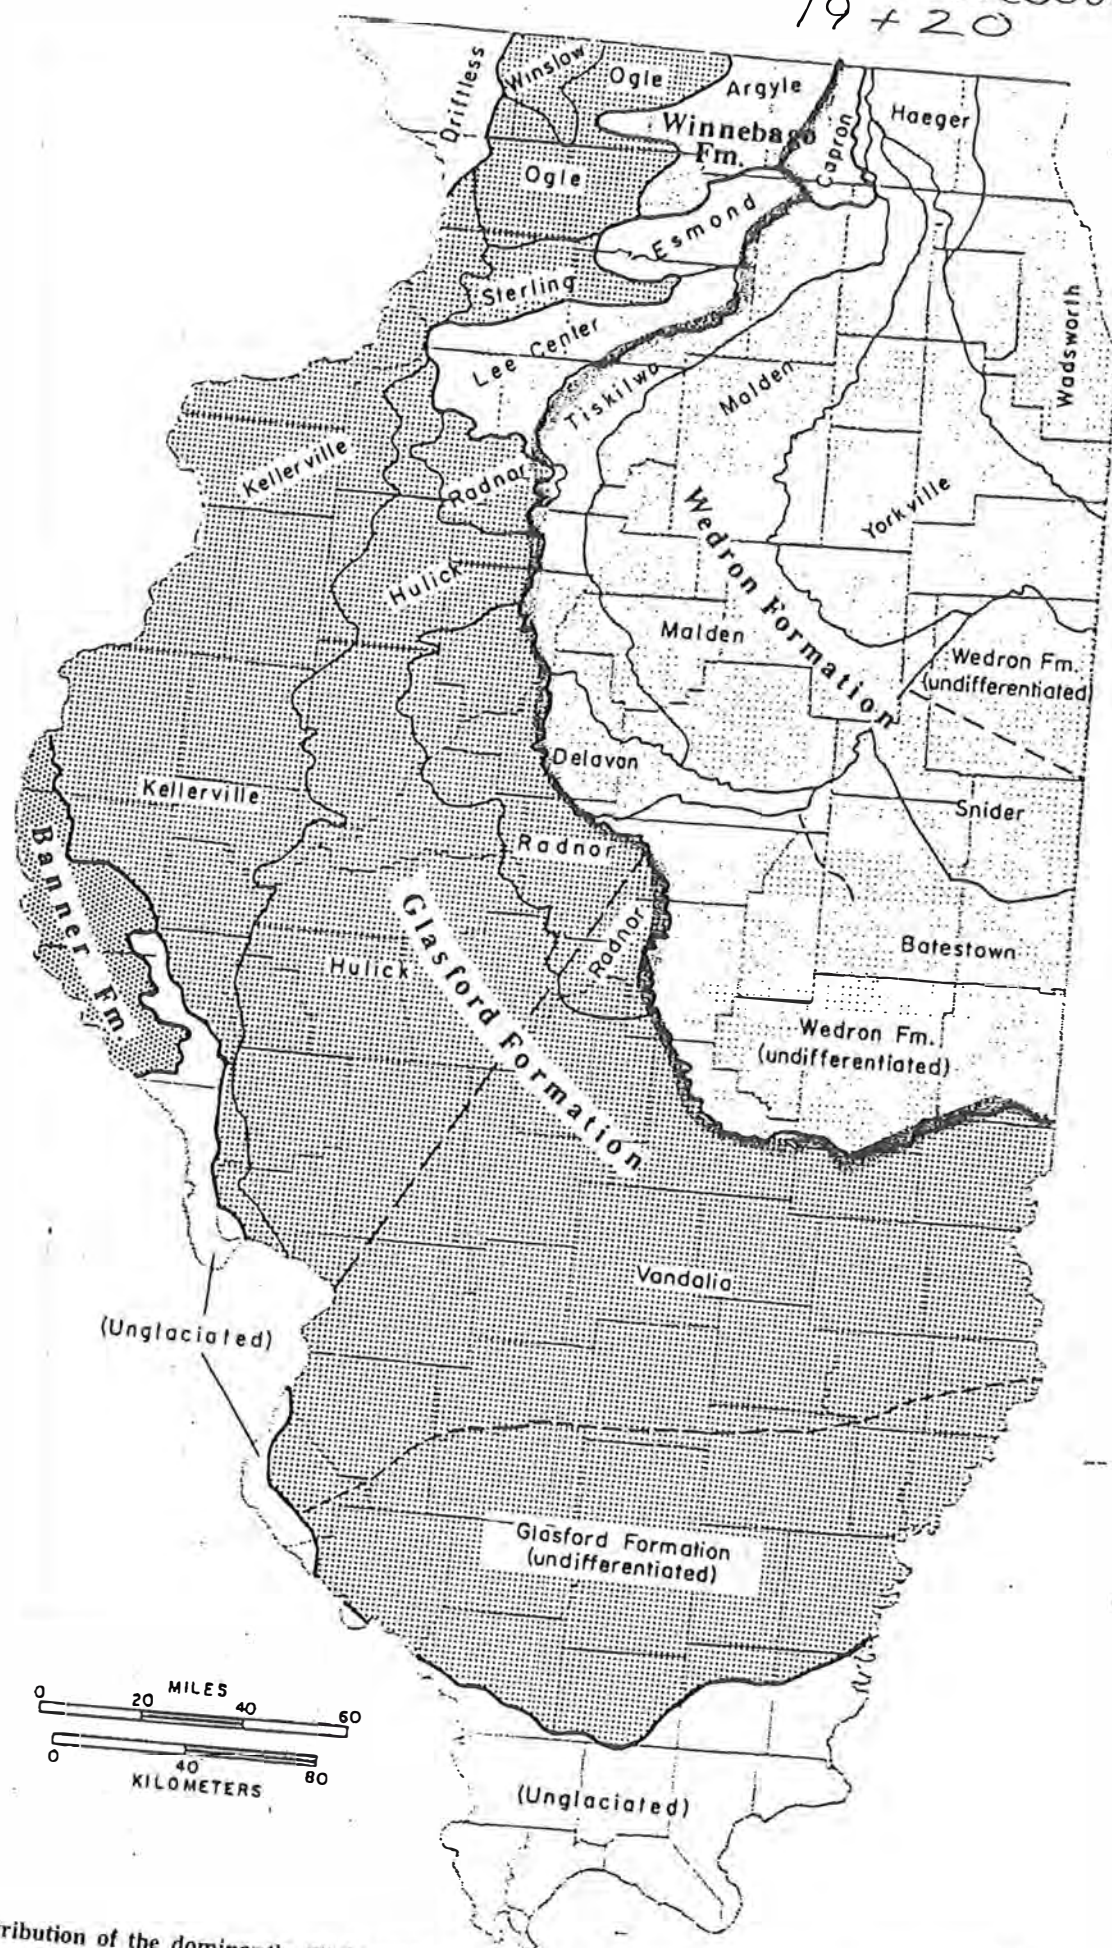 19 + 20
Driftless
Winslow
Ogle
Argyle
Haeger
Winnebago
Fm.
Capron
Ogle
Esmond
Sterling
Lee Center
Wadsworth
Tiskilwa
Malden
Kellerville
Radnor
Yorkville
Wedron Formation
Hulick
Malden
Wedron Fm.
(undifferentiated)
Delavan
Kellerville
Snider
Banner Fm.
Radnor
Glasford Formation
Radnor
Hulick
Batestown
Wedron Fm.
(undifferentiated)
Vandalia
(Unglaciated)
Glasford Formation
(undifferentiated)
MILES
0 20 40 60
0 40 80
KILOMETERS
(Unglaciated)
tribution of the